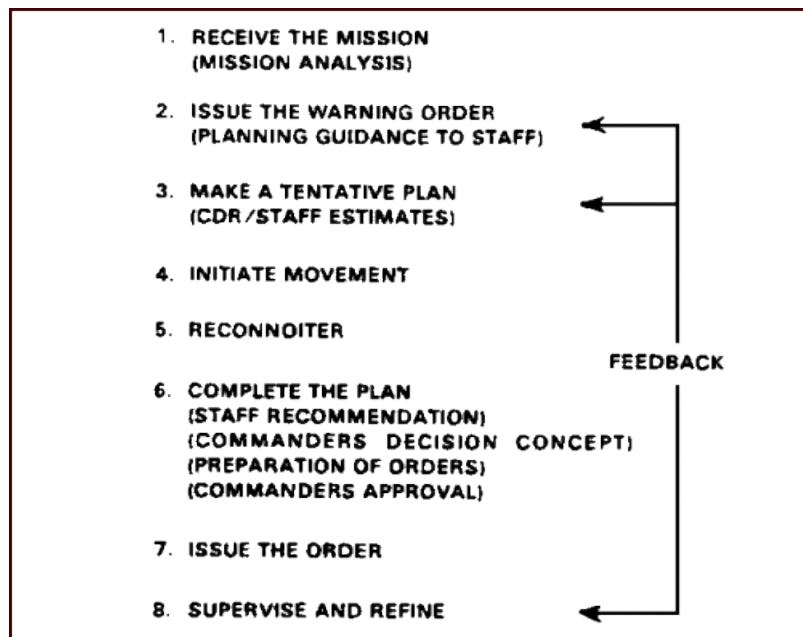 1. RECEIVE THE MISSION
(MISSION ANALYSIS)
2. ISSUE THE WARNING ORDER
(PLANNING GUIDANCE TO STAFF)
3. MAKE A TENTATIVE PLAN
(CDR/STAFF ESTIMATES)
4. INITIATE MOVEMENT
5. RECONNOITER
FEEDBACK
6. COMPLETE THE PLAN
(STAFF RECOMMENDATION)
(COMMANDERS DECISION CONCEPT)
(PREPARATION OF ORDERS)
(COMMANDERS APPROVAL)
7. ISSUE THE ORDER
8. SUPERVISE AND REFINE